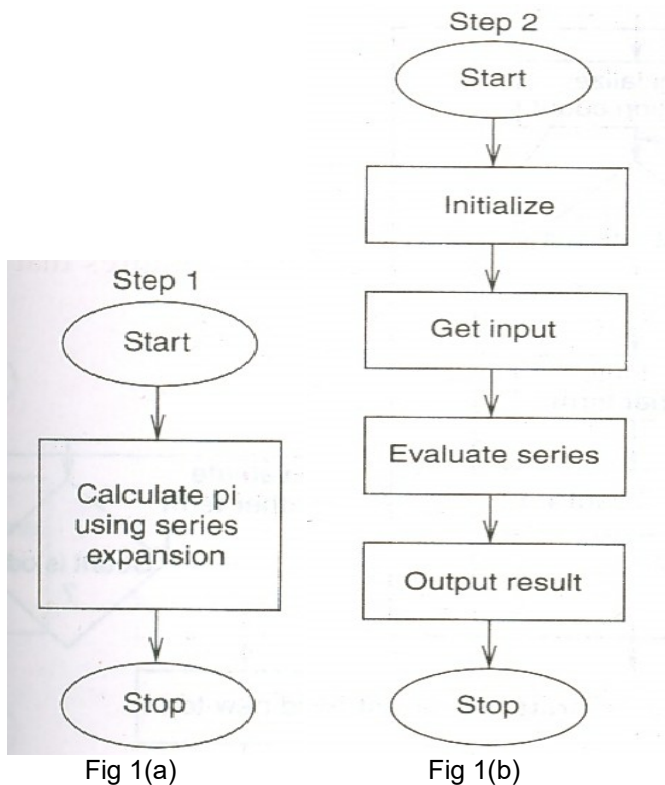 Step 1
Start
Calculate pi
using series
expansion
Stop
Fig 1(a)
Step 2
Start
Initialize
Get input
Evaluate series
Output result
Stop
Fig 1(b)